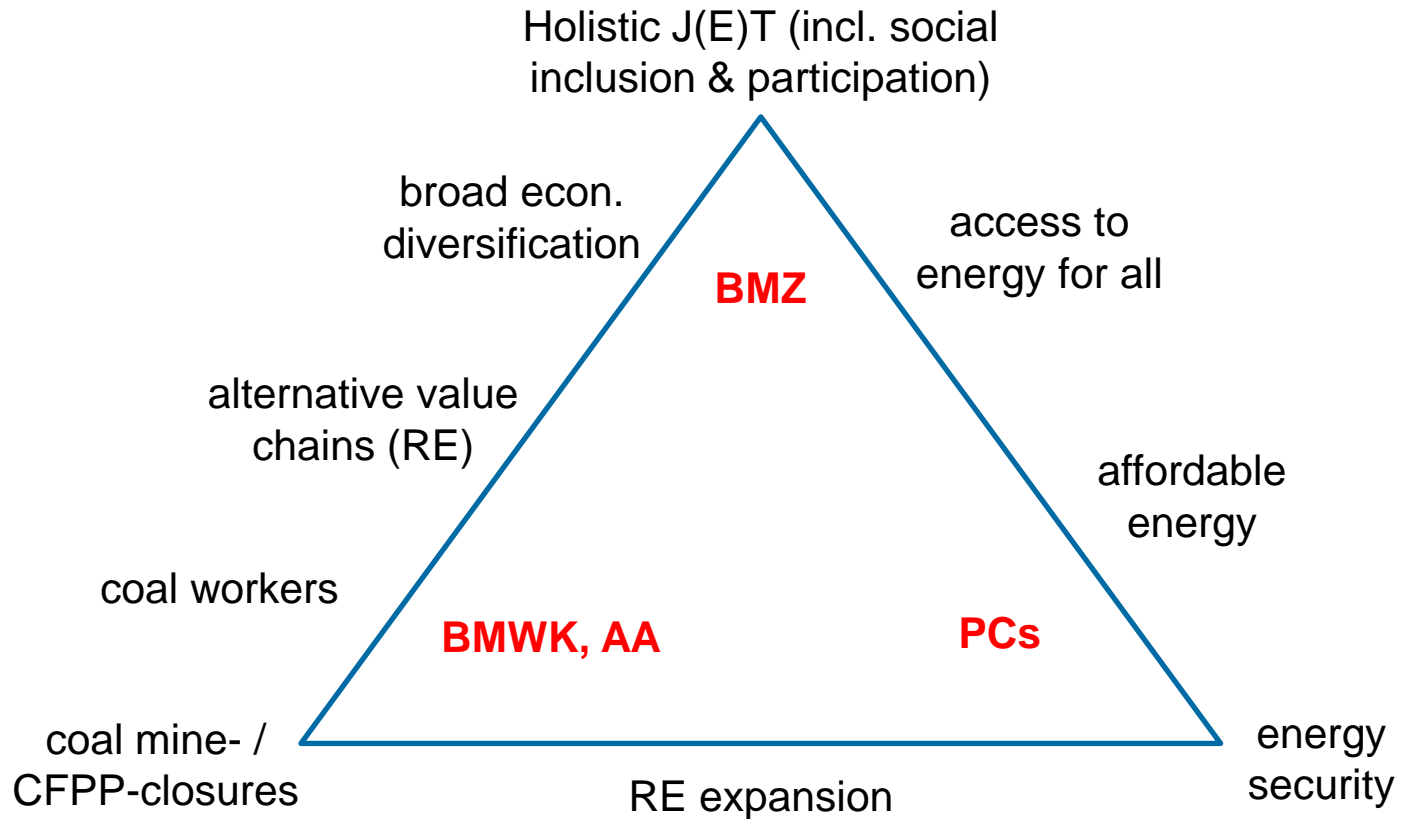 Holistic J(E)T (incl. social
inclusion & participation)
broad econ.
diversification
access to
energy for all
BMZ
alternative value
chains (RE)
affordable
energy
coal workers
BMWK, AA
PCs
coal mine- /
CFPP-closures
energy
security
RE expansion